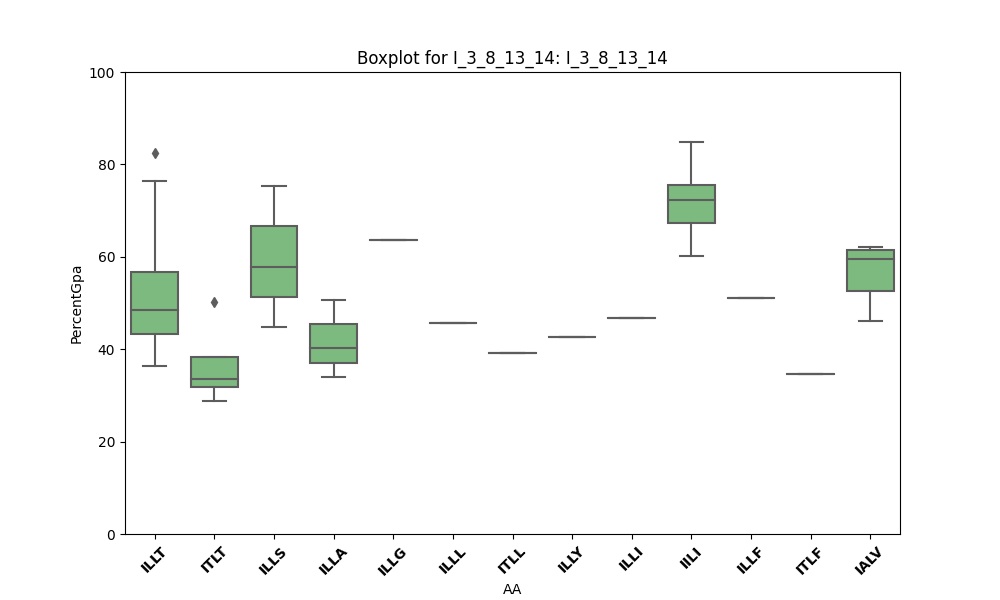 Boxplot for I_3_8_13_14: I_3_8_13_14
100
80
60
40
20
0
PercentGpa
ILLT ITLT ILLS ILLA ILLG ILLL ITLL ILLY ILLI IILI ILLF ITLF IALV
AA